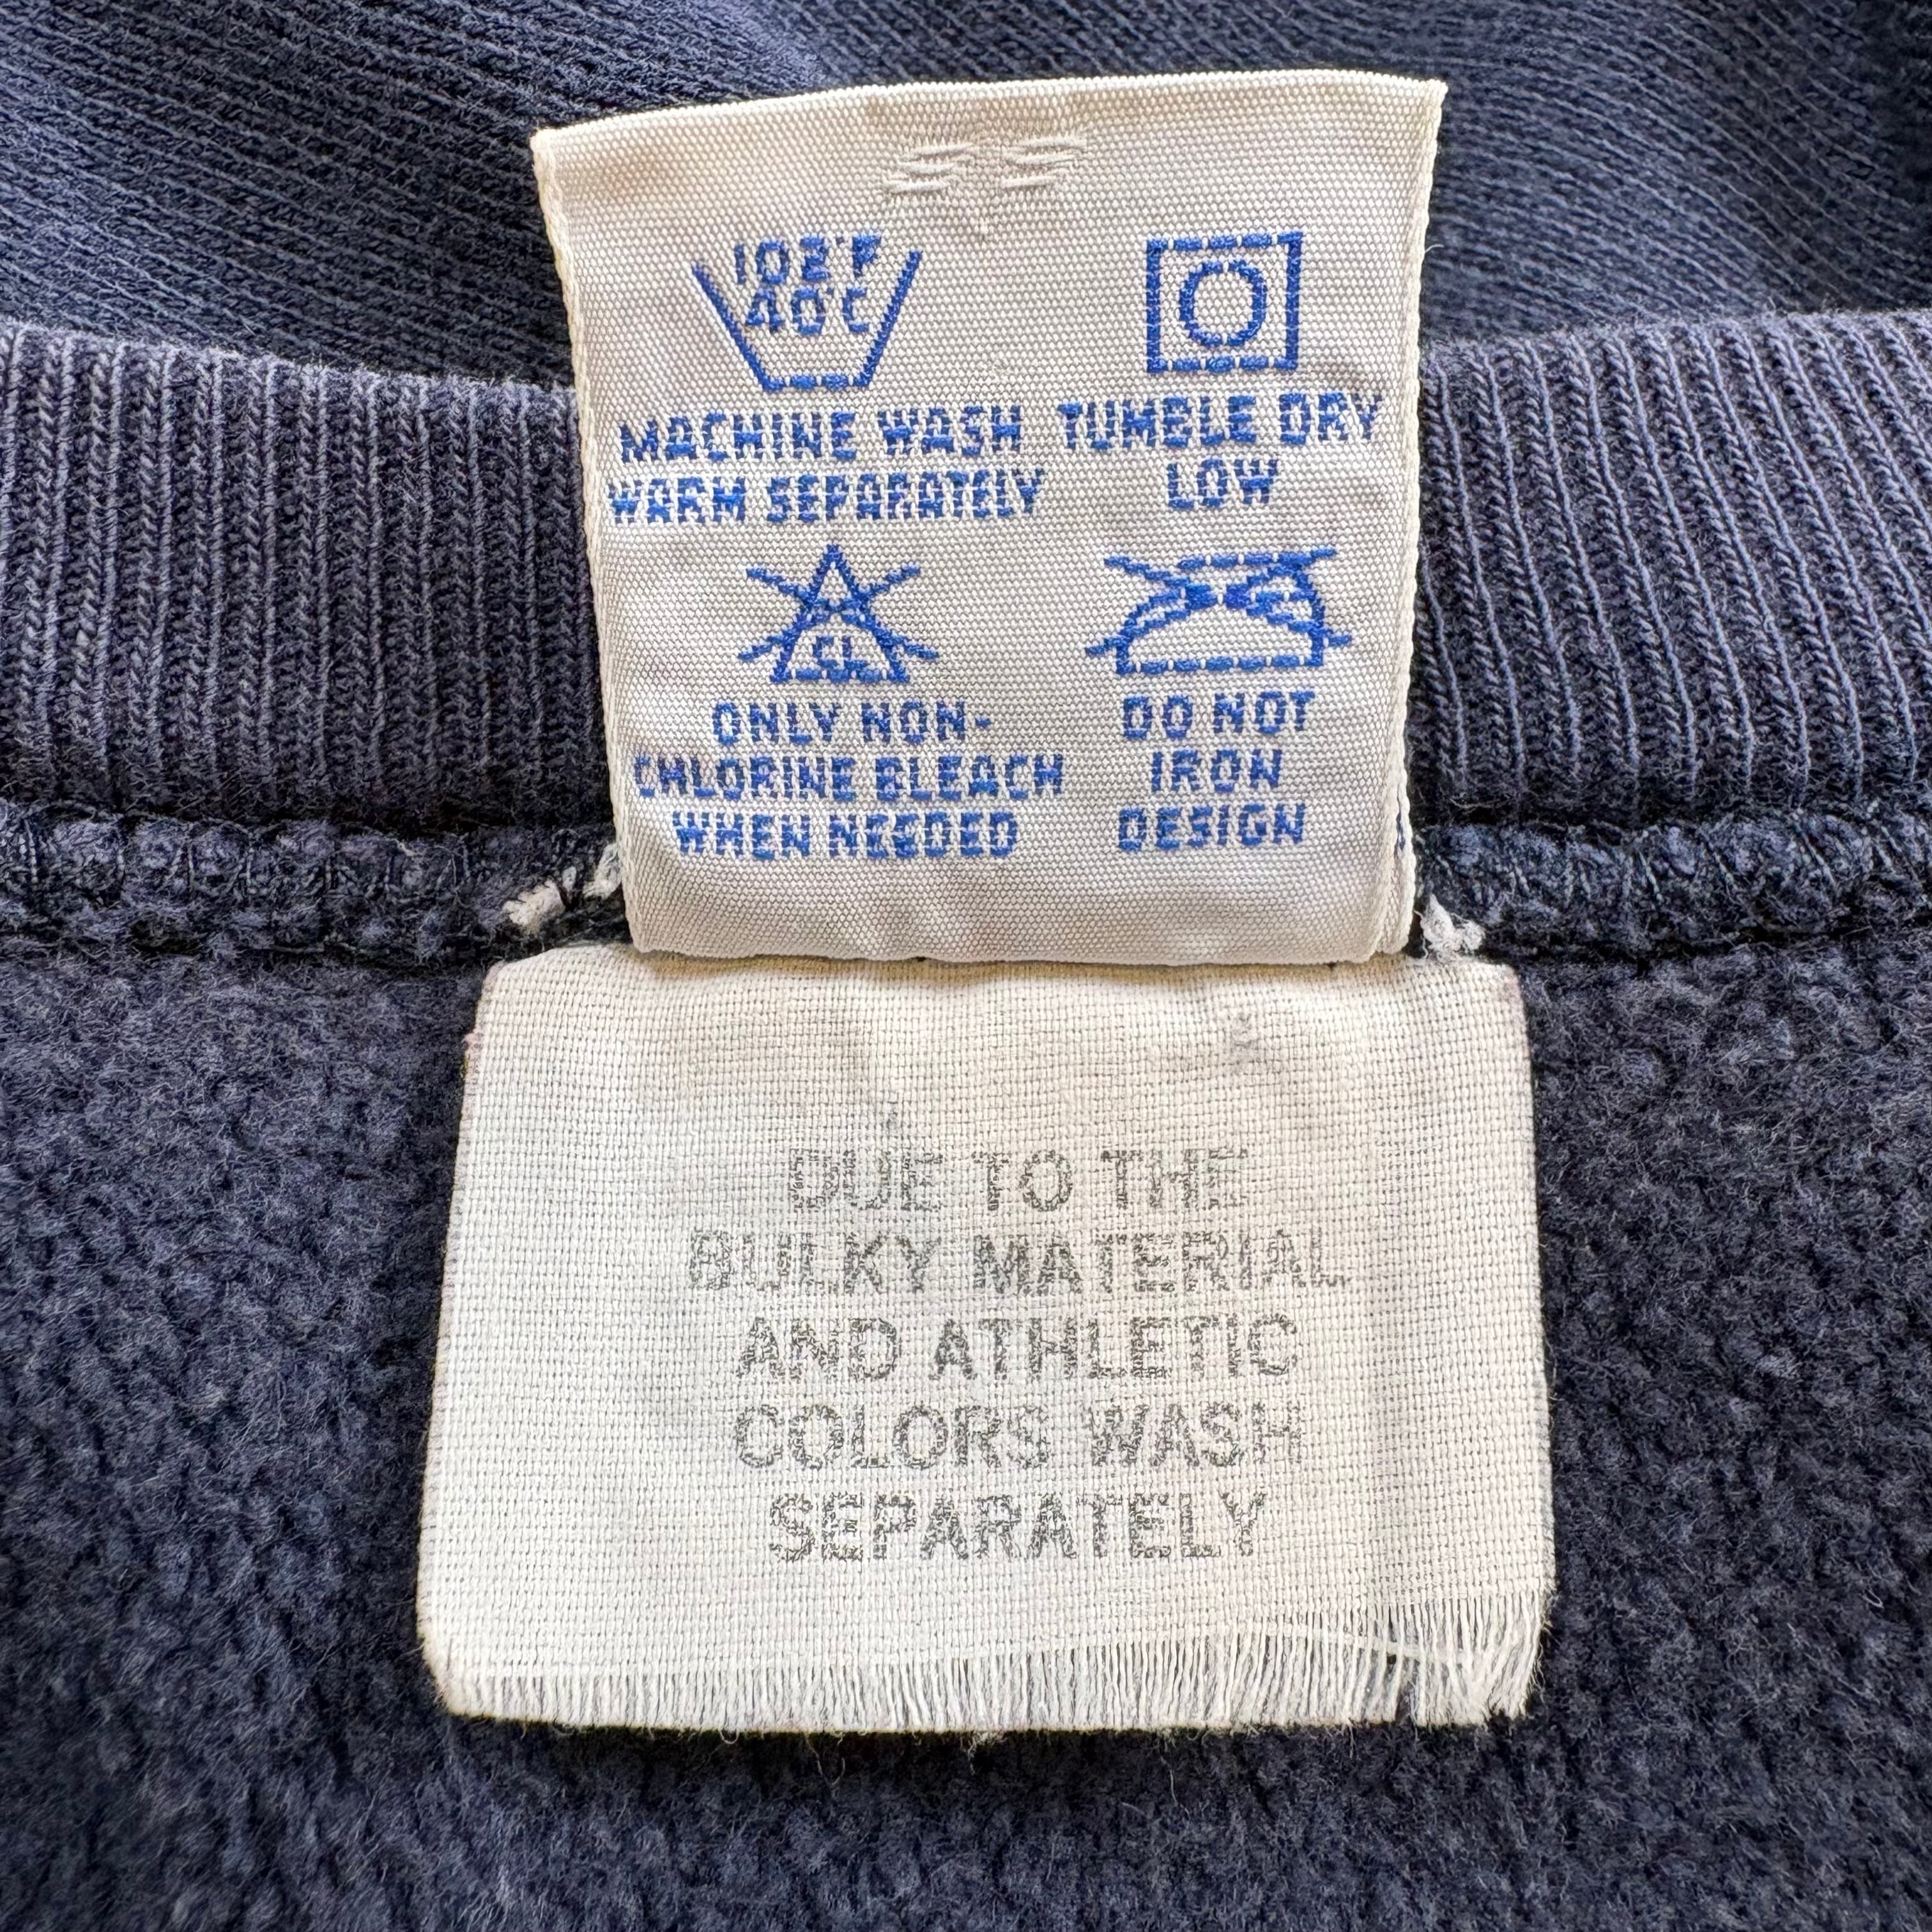 102°F
40°C
MACHINE WASH
WARM SEPARATELY
TUMBLE DRY
LOW
CL
ONLY NON-
CHLORINE BLEACH
WHEN NEEDED
DO NOT
IRON
DESIGN
DUE TO THE
BULKY MATERIAL
AND ATHLETIC
COLORS WASH
SEPARATELY